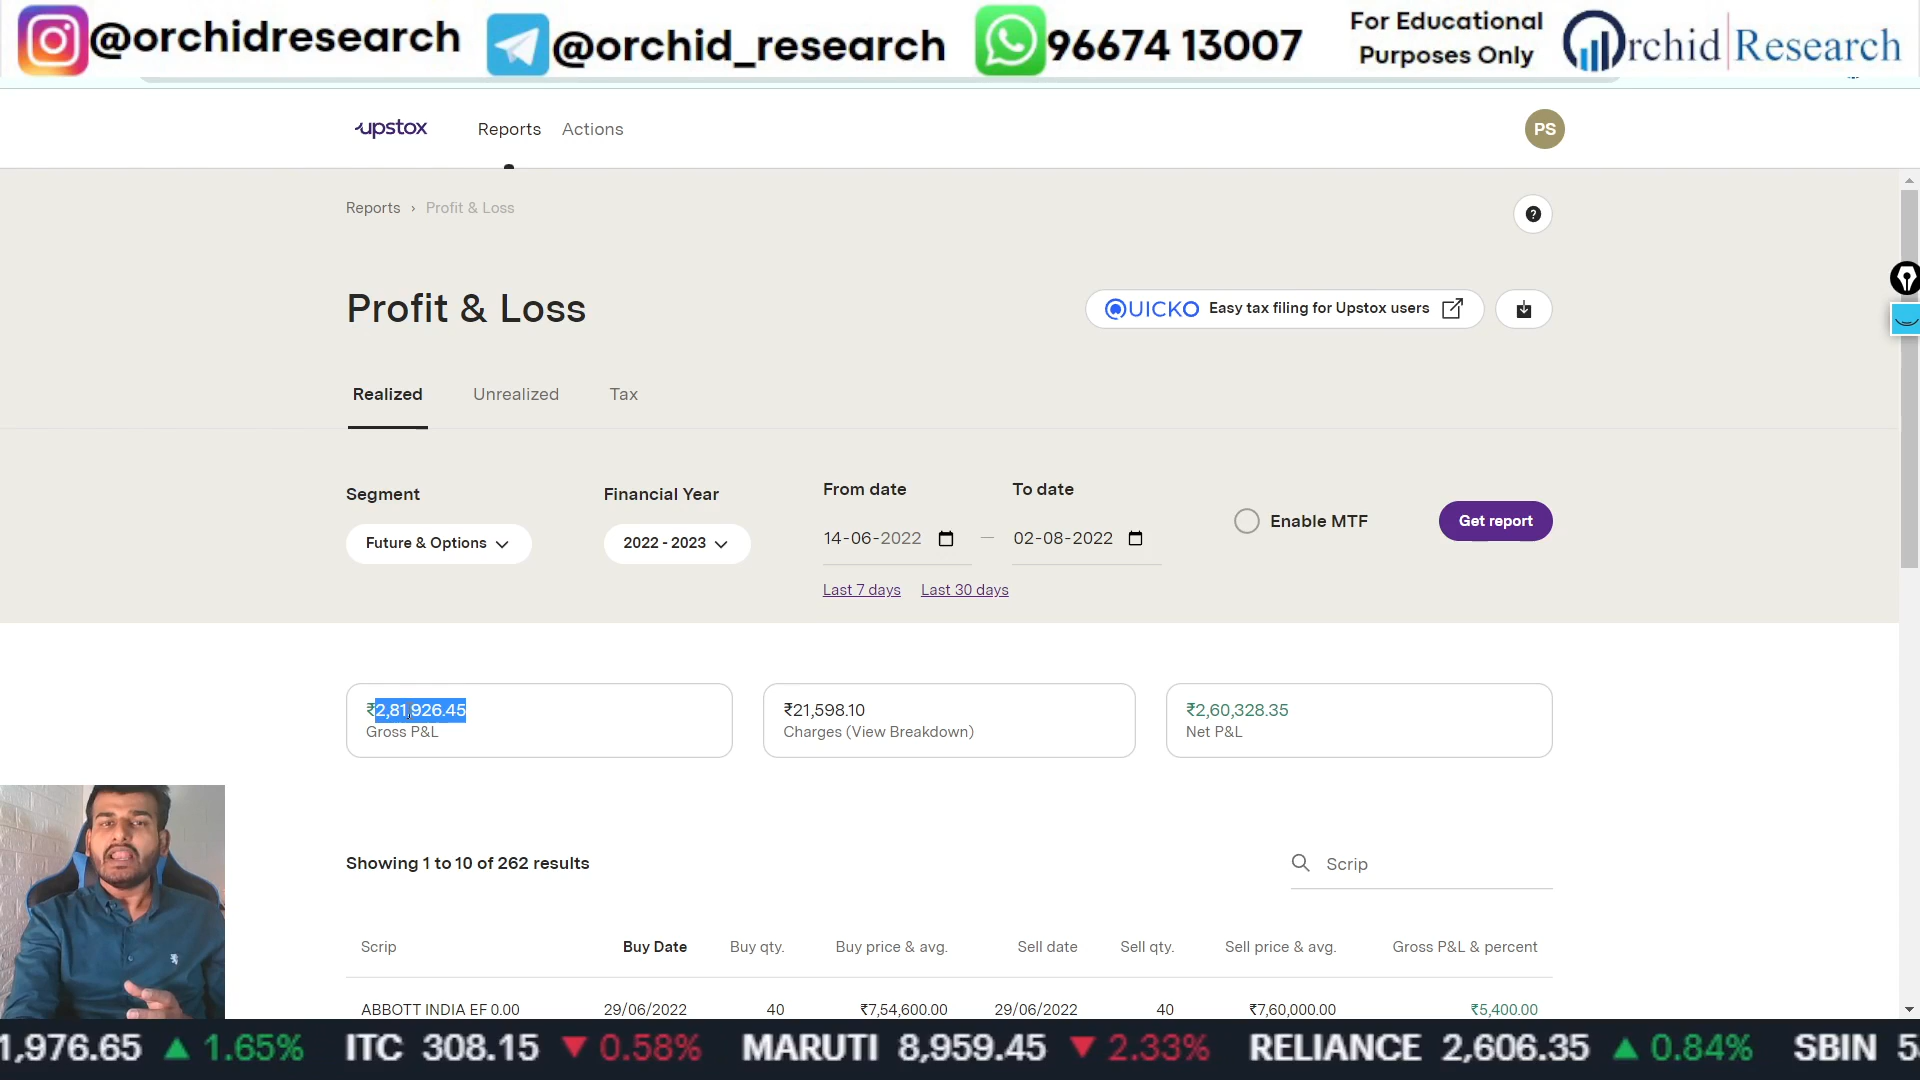 @orchidresearch
@orchid_research
96674 13007
For Educational
Purposes Only
Orchid Research
upstox
Reports
Actions
PS
Reports › Profit & Loss
?
Profit & Loss
QUICKO Easy tax filing for Upstox users
Realized
Unrealized
Tax
Segment
Financial Year
From date
To date
Future & Options
2022 - 2023
14-06-2022 — 02-08-2022
Enable MTF
Get report
Last 7 days
Last 30 days
₹2,81,926.45
Gross P&L
₹21,598.10
Charges (View Breakdown)
₹2,60,328.35
Net P&L
Showing 1 to 10 of 262 results
Scrip
Scrip Buy Date Buy qty. Buy price & avg. Sell date Sell qty. Sell price & avg. Gross P&L & percent
ABBOTT INDIA EF 0.00 29/06/2022 40 ₹7,54,600.00 29/06/2022 40 ₹7,60,000.00 ₹5,400.00
1,976.65 ▲ 1.65% ITC 308.15 ▼ 0.58% MARUTI 8,959.45 ▼ 2.33% RELIANCE 2,606.35 ▲ 0.84% SBIN